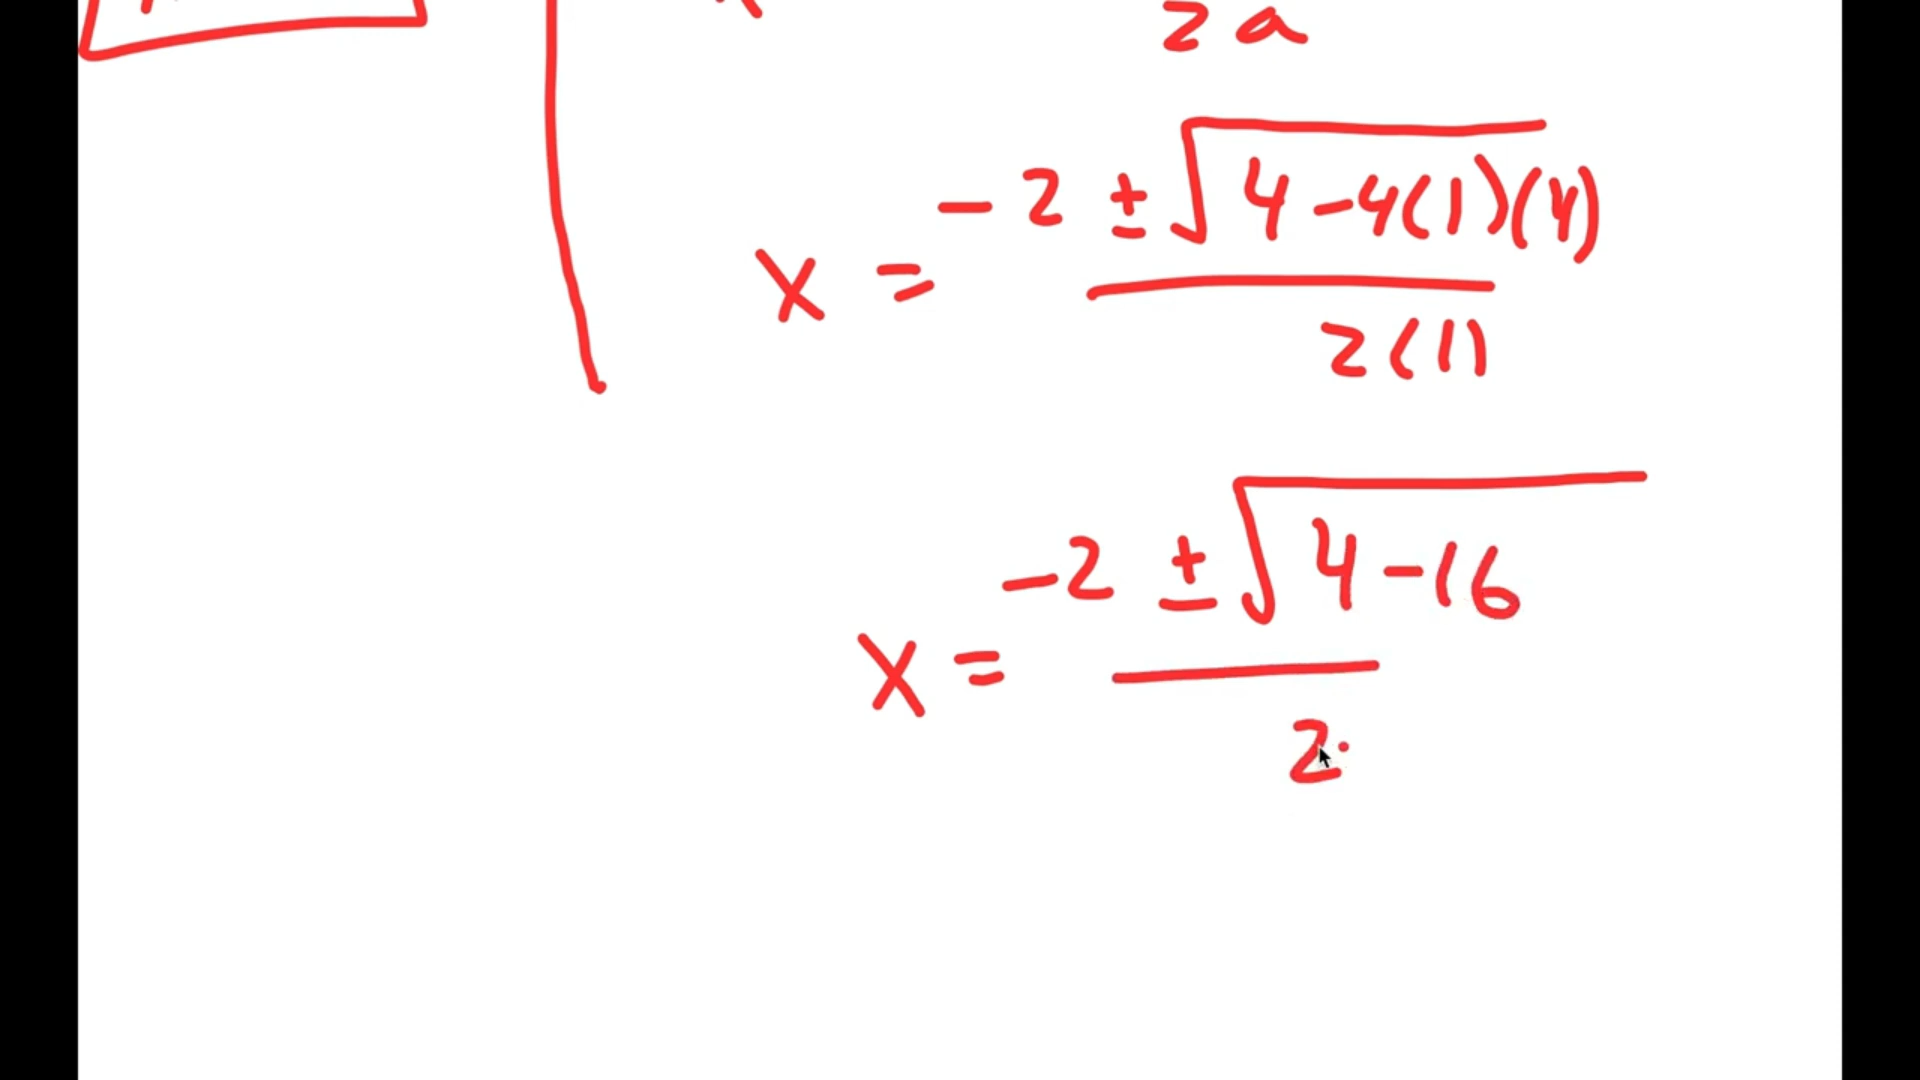 2a
x = -2 ± √4-4(1)(4)
2(1)
x = -2 ± √4-16
2